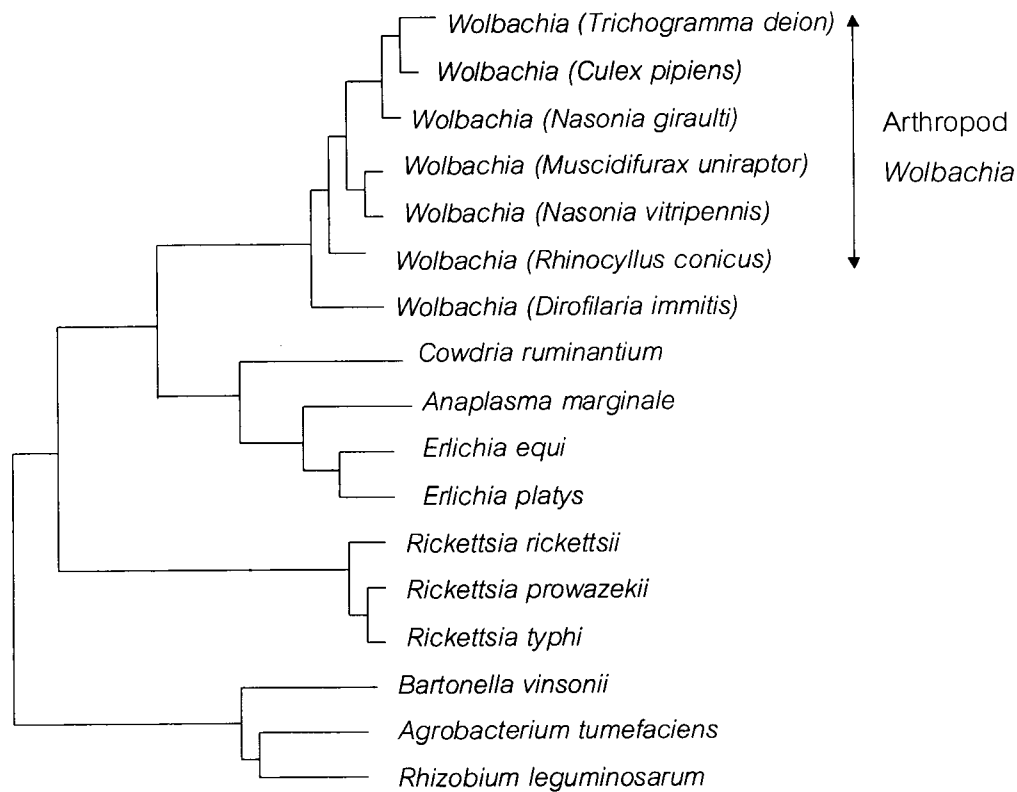 Wolbachia (Trichogramma deion)
Wolbachia (Culex pipiens)
Wolbachia (Nasonia giraulti)
Arthropod
Wolbachia (Muscidifurax uniraptor)
Wolbachia
Wolbachia (Nasonia vitripennis)
Wolbachia (Rhinocyllus conicus)
Wolbachia (Dirofilaria immitis)
Cowdria ruminantium
Anaplasma marginale
Erlichia equi
Erlichia platys
Rickettsia rickettsii
Rickettsia prowazekii
Rickettsia typhi
Bartonella vinsonii
Agrobacterium tumefaciens
Rhizobium leguminosarum